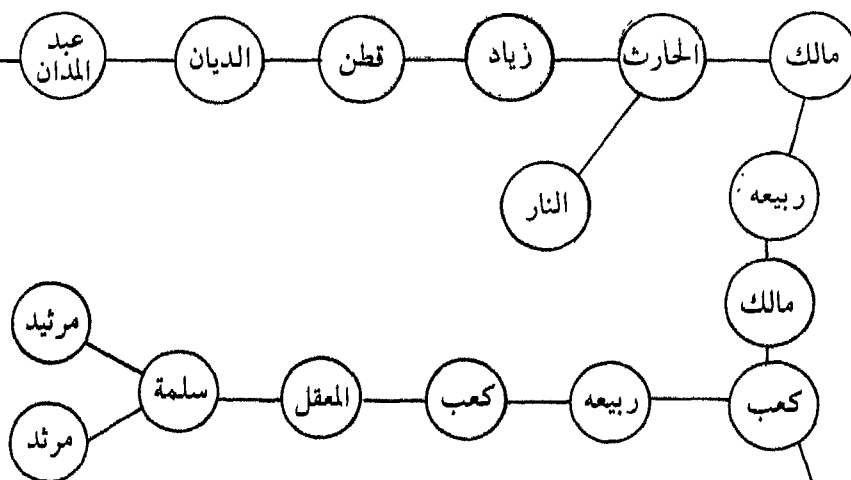 مالك
الحارث
زياد
قطن
الديان
عبد
المدان
النار
ربيعه
مالك
كعب
ربيعه
كعب
المعقل
سلمة
مرثيد
مرثد